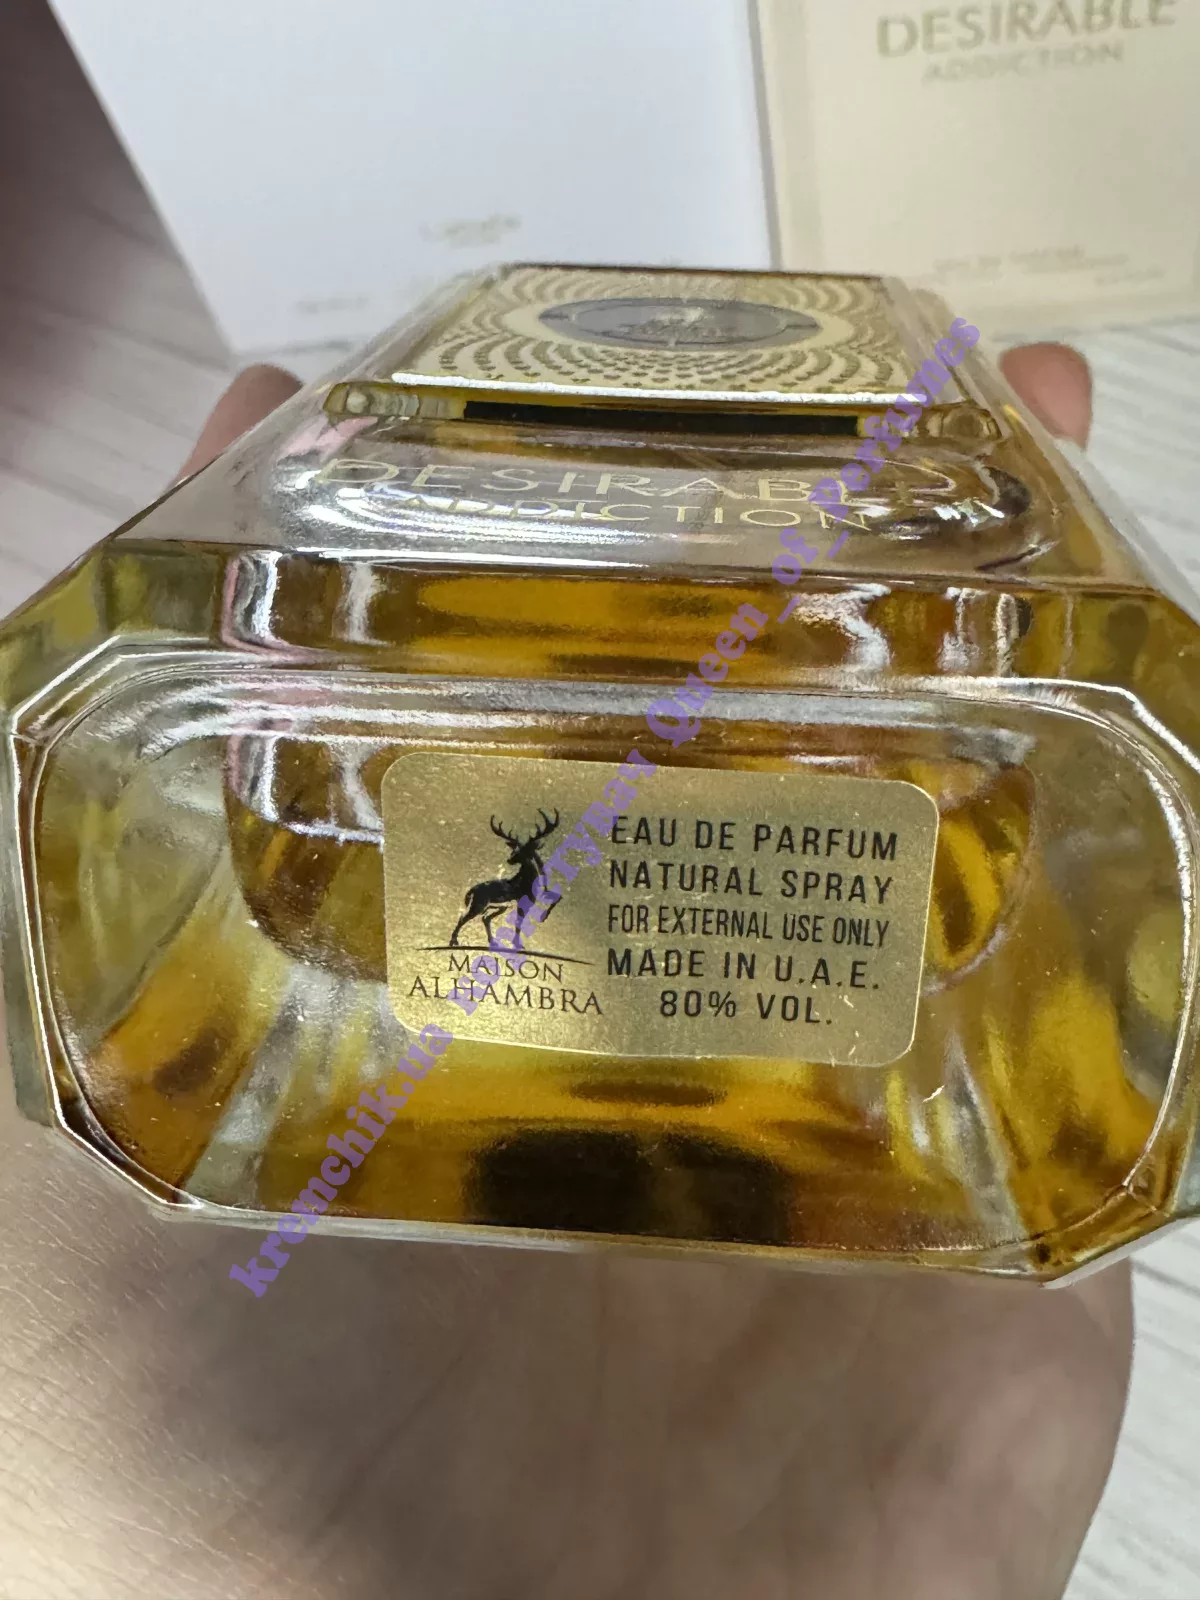 DESIRABLE
ADDICTION
DESIRABLE
ADDICTION
EAU DE PARFUM
NATURAL SPRAY
FOR EXTERNAL USE ONLY
MADE IN U.A.E.
80% VOL.
MAISON
ALHAMBRA
kremchik.ua користувач Queen_of_Perfumes